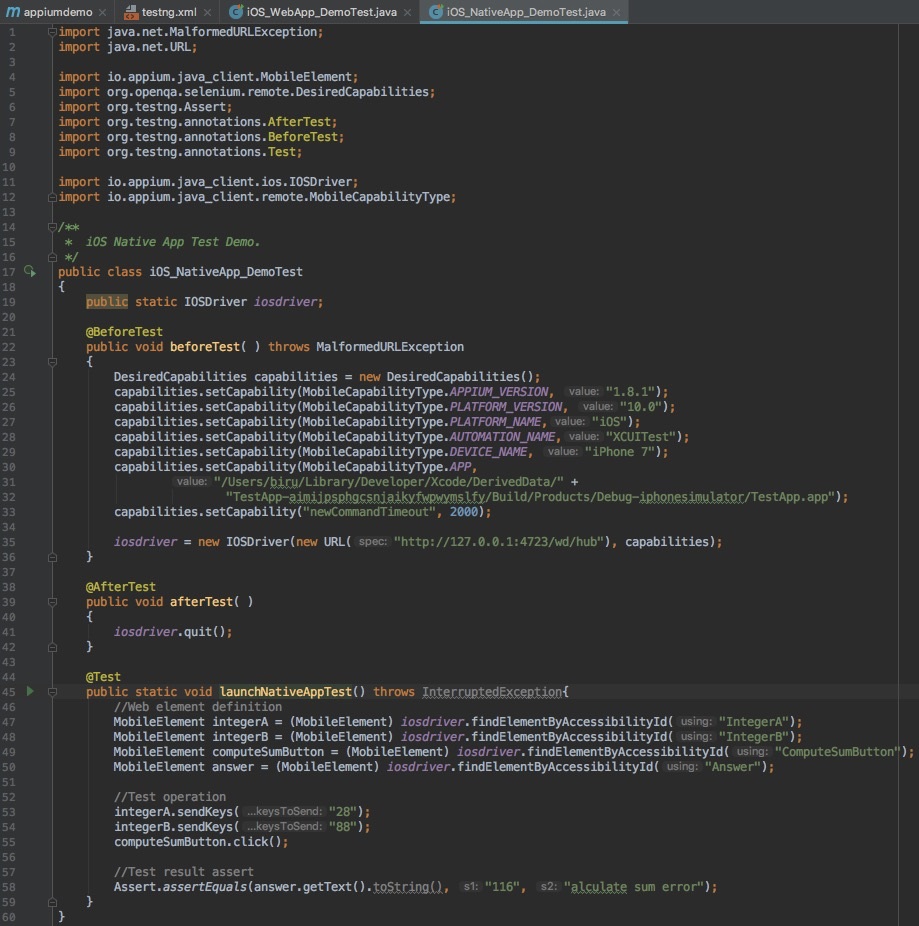 appiumdemo testng.xml iOS_WebApp_DemoTest.java iOS_NativeApp_DemoTest.java
1 import java.net.MalformedURLException;
2 import java.net.URL;
3
4 import io.appium.java_client.MobileElement;
5 import org.openqa.selenium.remote.DesiredCapabilities;
6 import org.testng.Assert;
7 import org.testng.annotations.AfterTest;
8 import org.testng.annotations.BeforeTest;
9 import org.testng.annotations.Test;
10
11 import io.appium.java_client.ios.IOSDriver;
12 import io.appium.java_client.remote.MobileCapabilityType;
13
14 /**
15  *  iOS Native App Test Demo.
16  */
17 public class iOS_NativeApp_DemoTest
18 {
19     public static IOSDriver iosdriver;
20
21     @BeforeTest
22     public void beforeTest( ) throws MalformedURLException
23     {
24         DesiredCapabilities capabilities = new DesiredCapabilities();
25         capabilities.setCapability(MobileCapabilityType.APPIUM_VERSION, value: "1.8.1");
26         capabilities.setCapability(MobileCapabilityType.PLATFORM_VERSION, value: "10.0");
27         capabilities.setCapability(MobileCapabilityType.PLATFORM_NAME, value: "iOS");
28         capabilities.setCapability(MobileCapabilityType.AUTOMATION_NAME, value: "XCUITest");
29         capabilities.setCapability(MobileCapabilityType.DEVICE_NAME, value: "iPhone 7");
30         capabilities.setCapability(MobileCapabilityType.APP,
31                 value: "/Users/biru/Library/Developer/Xcode/DerivedData/" +
32                         "TestApp-aimijpsphgcsnjaikyfwpwymslfy/Build/Products/Debug-iphonesimulator/TestApp.app");
33         capabilities.setCapability("newCommandTimeout", 2000);
34
35         iosdriver = new IOSDriver(new URL( spec: "http://127.0.0.1:4723/wd/hub"), capabilities);
36     }
37
38     @AfterTest
39     public void afterTest( )
40     {
41         iosdriver.quit();
42     }
43
44     @Test
45     public static void launchNativeAppTest() throws InterruptedException{
46         //Web element definition
47         MobileElement integerA = (MobileElement) iosdriver.findElementByAccessibilityId( using: "IntegerA");
48         MobileElement integerB = (MobileElement) iosdriver.findElementByAccessibilityId( using: "IntegerB");
49         MobileElement computeSumButton = (MobileElement) iosdriver.findElementByAccessibilityId( using: "ComputeSumButton");
50         MobileElement answer = (MobileElement) iosdriver.findElementByAccessibilityId( using: "Answer");
51
52         //Test operation
53         integerA.sendKeys( ...keysToSend: "28");
54         integerB.sendKeys( ...keysToSend: "88");
55         computeSumButton.click();
56
57         //Test result assert
58         Assert.assertEquals(answer.getText().toString(), s1: "116", s2: "alculate sum error");
59     }
60 }